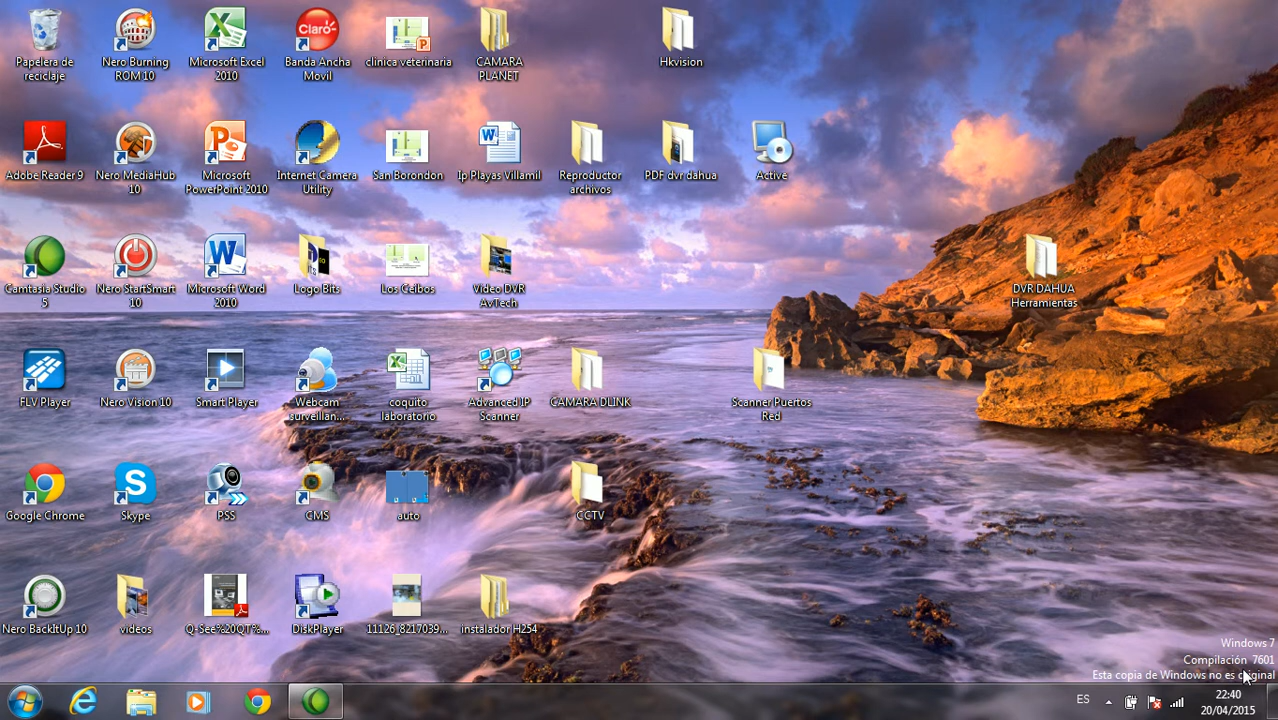 Papelera de
reciclaje
Nero Burning
ROM 10
Microsoft Excel
2010
Claro
Banda Ancha
Movil
clinica veterinaria
CAMARA
PLANET
Hkvision
Adobe Reader 9
Nero MediaHub
10
Microsoft
PowerPoint 2010
Internet Camera
Utility
San Borondon
Ip Playas Villamil
Reproductor
archivos
PDF dvr dahua
Active
Camtasia Studio
5
Nero StartSmart
10
Microsoft Word
2010
Logo Bits
Los Ceibos
Video DVR
AvTech
DVR DAHUA
Herramientas
FLV Player
Nero Vision 10
Smart Player
Webcam
surveillan...
coquito
laboratorio
Advanced IP
Scanner
CAMARA DLINK
Scanner Puertos
Red
Google Chrome
Skype
PSS
CMS
auto
CCTV
Nero BackItUp 10
videos
Q-See%20QT%...
DiskPlayer
11126_8217039...
instalador H254
Windows 7
Compilación 7601
Esta copia de Windows no es original
ES
22:40
20/04/2015